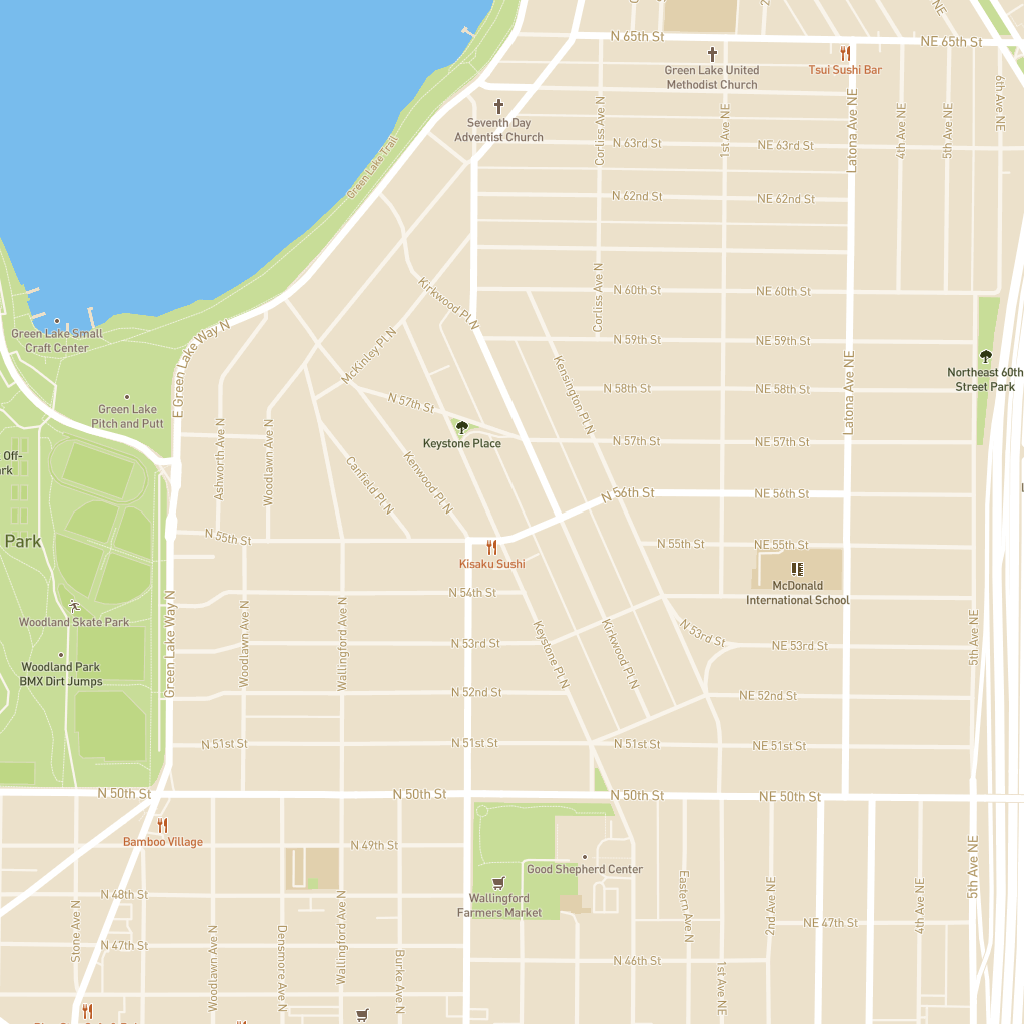 N 65th St
NE 65th St
Tsui Sushi Bar
Green Lake United
Methodist Church
6th Ave NE
Seventh Day
Adventist Church
Corliss Ave N
1st Ave NE
Latona Ave NE
4th Ave NE
5th Ave NE
N 63rd St
NE 63rd St
Green Lake Trail
N 62nd St
NE 62nd St
Kirkwood Pl N
Corliss Ave N
N 60th St
NE 60th St
Green Lake Small
Craft Center
E Green Lake Way N
McKinley Pl N
N 59th St
NE 59th St
Northeast 60th
Street Park
Kensington Pl N
Latona Ave NE
N 58th St
NE 58th St
Green Lake
Pitch and Putt
N 57th St
Keystone Place
N 57th St
NE 57th St
Ashworth Ave N
Woodlawn Ave N
Off-
Canfield Pl N
Kenwood Pl N
N 56th St
NE 56th St
Park
N 55th St
Kisaku Sushi
N 55th St
NE 55th St
McDonald
International School
N 54th St
Woodland Skate Park
Green Lake Way N
Woodlawn Ave N
Wallingford Ave N
Keystone Pl N
Kirkwood Pl N
N 53rd St
N 53rd St
NE 53rd St
5th Ave NE
Woodland Park
BMX Dirt Jumps
N 52nd St
NE 52nd St
N 51st St
N 51st St
N 51st St
NE 51st St
N 50th St
N 50th St
N 50th St
NE 50th St
Bamboo Village
N 49th St
Good Shepherd Center
5th Ave NE
Wallingford
Farmers Market
N 48th St
Stone Ave N
Wallingford Ave N
Eastern Ave N
2nd Ave NE
4th Ave NE
NE 47th St
N 47th St
Woodlawn Ave N
Densmore Ave N
Burke Ave N
N 46th St
1st Ave NE